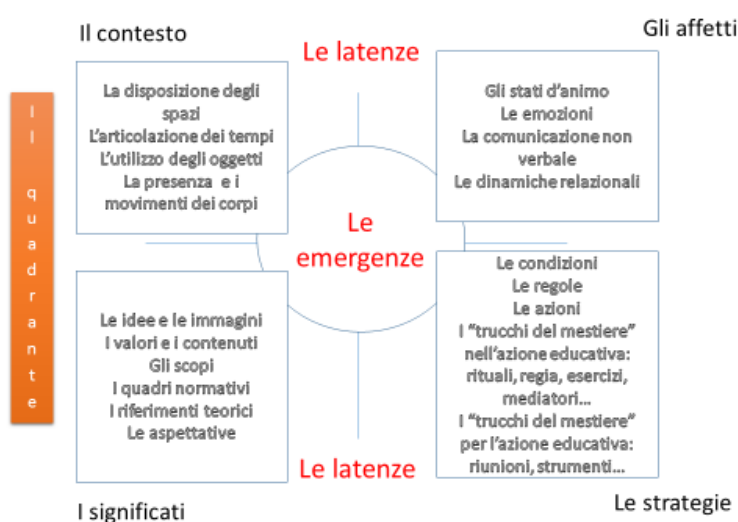 Il contesto
Le latenze
Gli affetti
Il quadrante
La disposizione degli
spazi
L'articolazione dei tempi
L'utilizzo degli oggetti
La presenza e i
movimenti dei corpi
Gli stati d'animo
Le emozioni
La comunicazione non
verbale
Le dinamiche relazionali
Le
emergenze
Le idee e le immagini
I valori e i contenuti
Gli scopi
I quadri normativi
I riferimenti teorici
Le aspettative
Le condizioni
Le regole
Le azioni
I "trucchi del mestiere"
nell'azione educativa:
rituali, regia, esercizi,
mediatori...
I "trucchi del mestiere"
per l'azione educativa:
riunioni, strumenti...
Le latenze
I significati
Le strategie